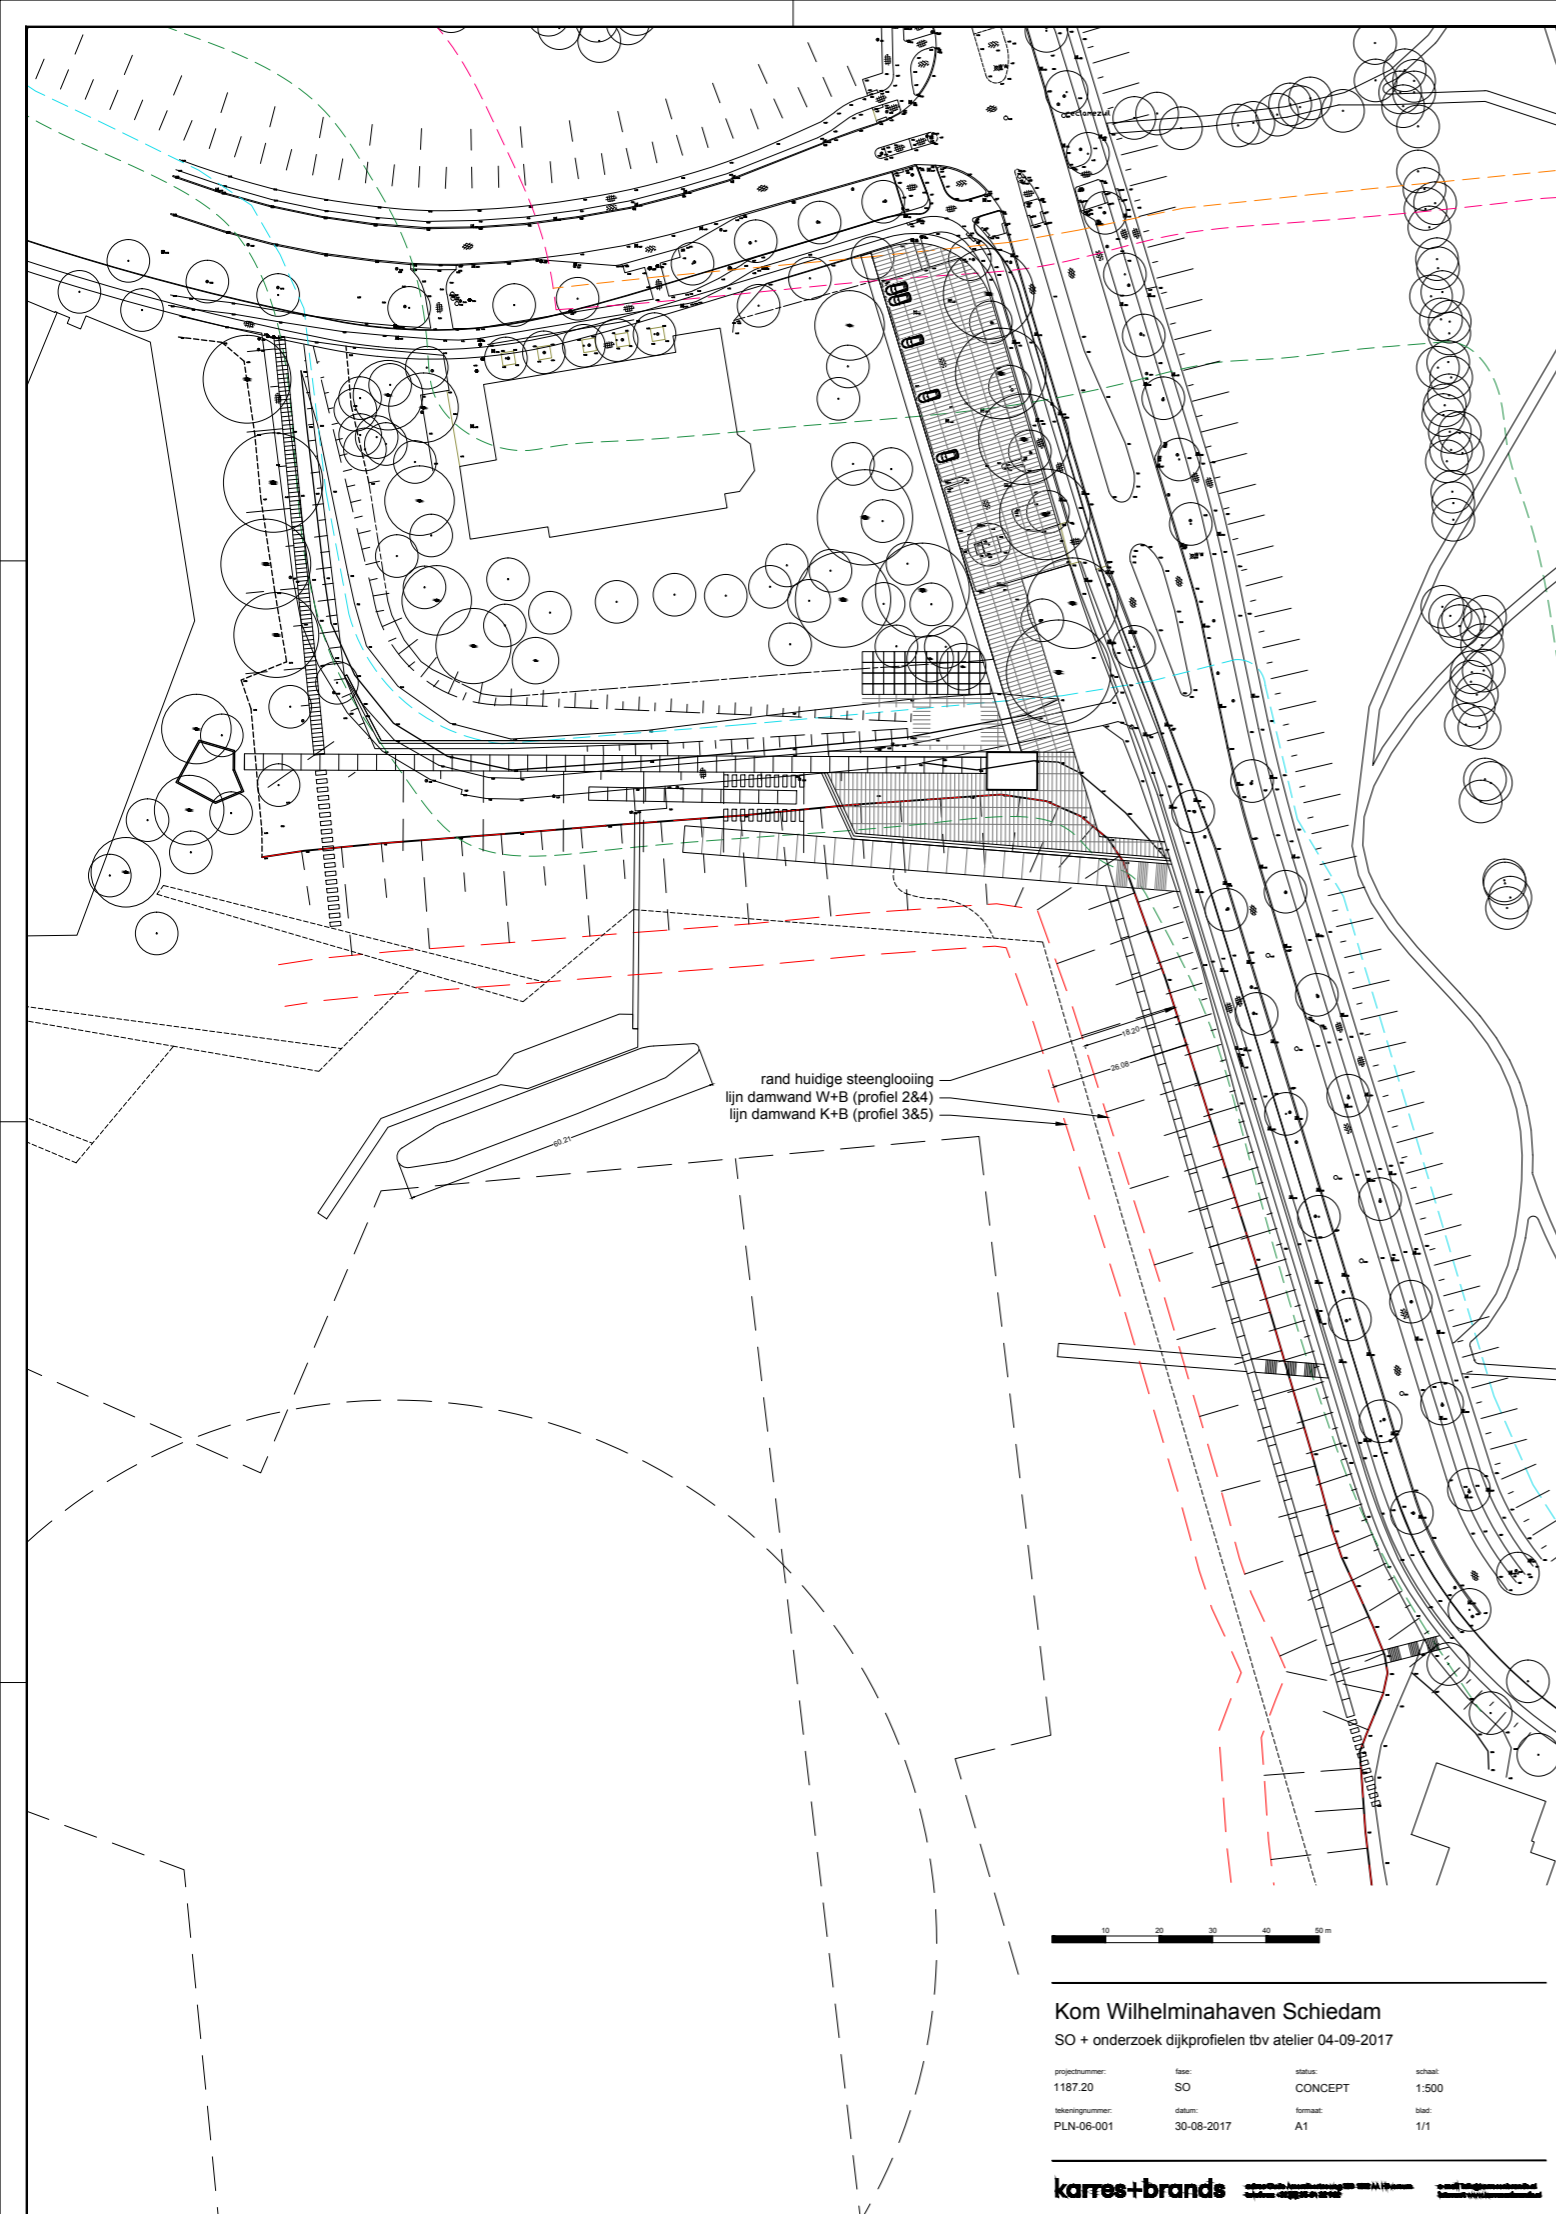 reclamezuil
18.20
26.08
rand huidige steenglooiing
lijn damwand W+B (profiel 2&4)
lijn damwand K+B (profiel 3&5)
60.21
10 20 30 40 50 m
Kom Wilhelminahaven Schiedam
SO + onderzoek dijkprofielen tbv atelier 04-09-2017
projectnummer: fase: status: schaal:
1187.20 SO CONCEPT 1:500
tekeningnummer: datum: formaat: blad:
PLN-06-001 30-08-2017 A1 1/1
karres+brands